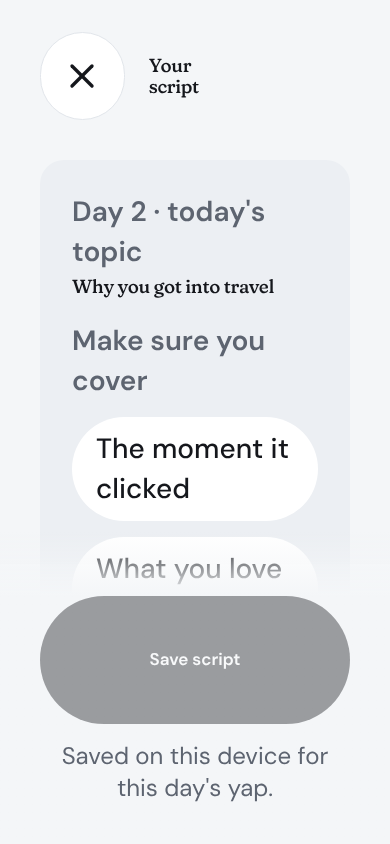 Your
script
Day 2 · today's
topic
Why you got into travel
Make sure you
cover
The moment it
clicked
What you love
Save script
Saved on this device for
this day's yap.